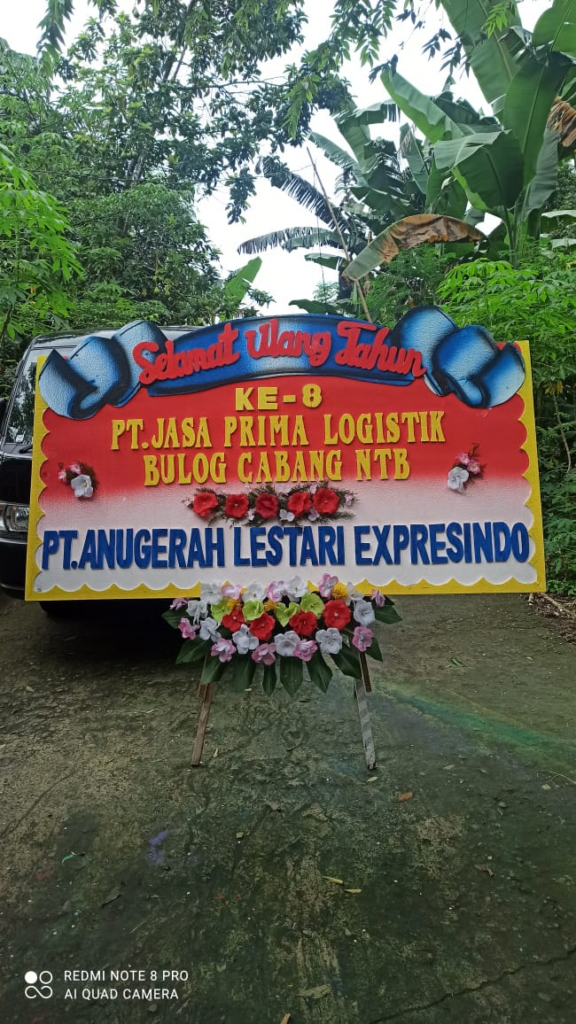 Selamat Ulang Tahun
KE-8
PT.JASA PRIMA LOGISTIK
BULOG CABANG NTB
PT.ANUGERAH LESTARI EXPRESINDO
REDMI NOTE 8 PRO
AI QUAD CAMERA